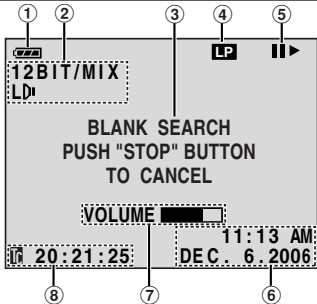 ① ② ③ ④ ⑤
LP
12BIT/MIX
L
BLANK SEARCH
PUSH "STOP" BUTTON
TO CANCEL
VOLUME
11:13 AM
20:21:25 DEC. 6.2006
⑧ ⑦ ⑥